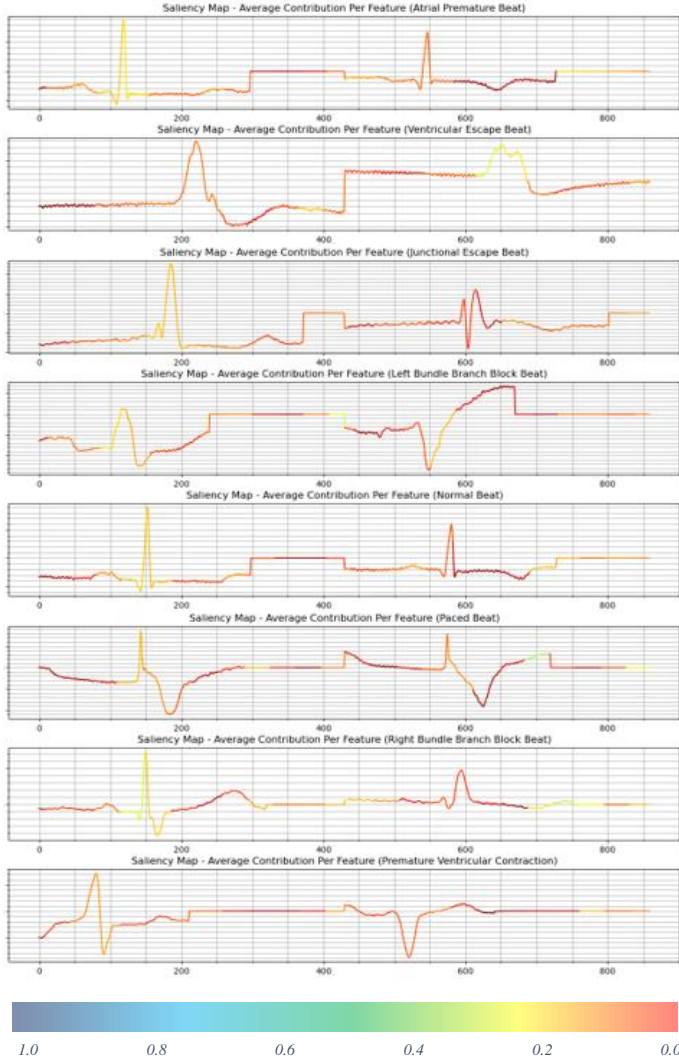 Saliency Map - Average Contribution Per Feature (Atrial Premature Beat)
0 200 400 600 800
Saliency Map - Average Contribution Per Feature (Ventricular Escape Beat)
0 200 400 600 800
Saliency Map - Average Contribution Per Feature (Junctional Escape Beat)
0 200 400 600 800
Saliency Map - Average Contribution Per Feature (Left Bundle Branch Block Beat)
0 200 400 600 800
Saliency Map - Average Contribution Per Feature (Normal Beat)
0 200 400 600 800
Saliency Map - Average Contribution Per Feature (Paced Beat)
0 200 400 600 800
Saliency Map - Average Contribution Per Feature (Right Bundle Branch Block Beat)
0 200 400 600 800
Saliency Map - Average Contribution Per Feature (Premature Ventricular Contraction)
0 200 400 600 800
1.0 0.8 0.6 0.4 0.2 0.0